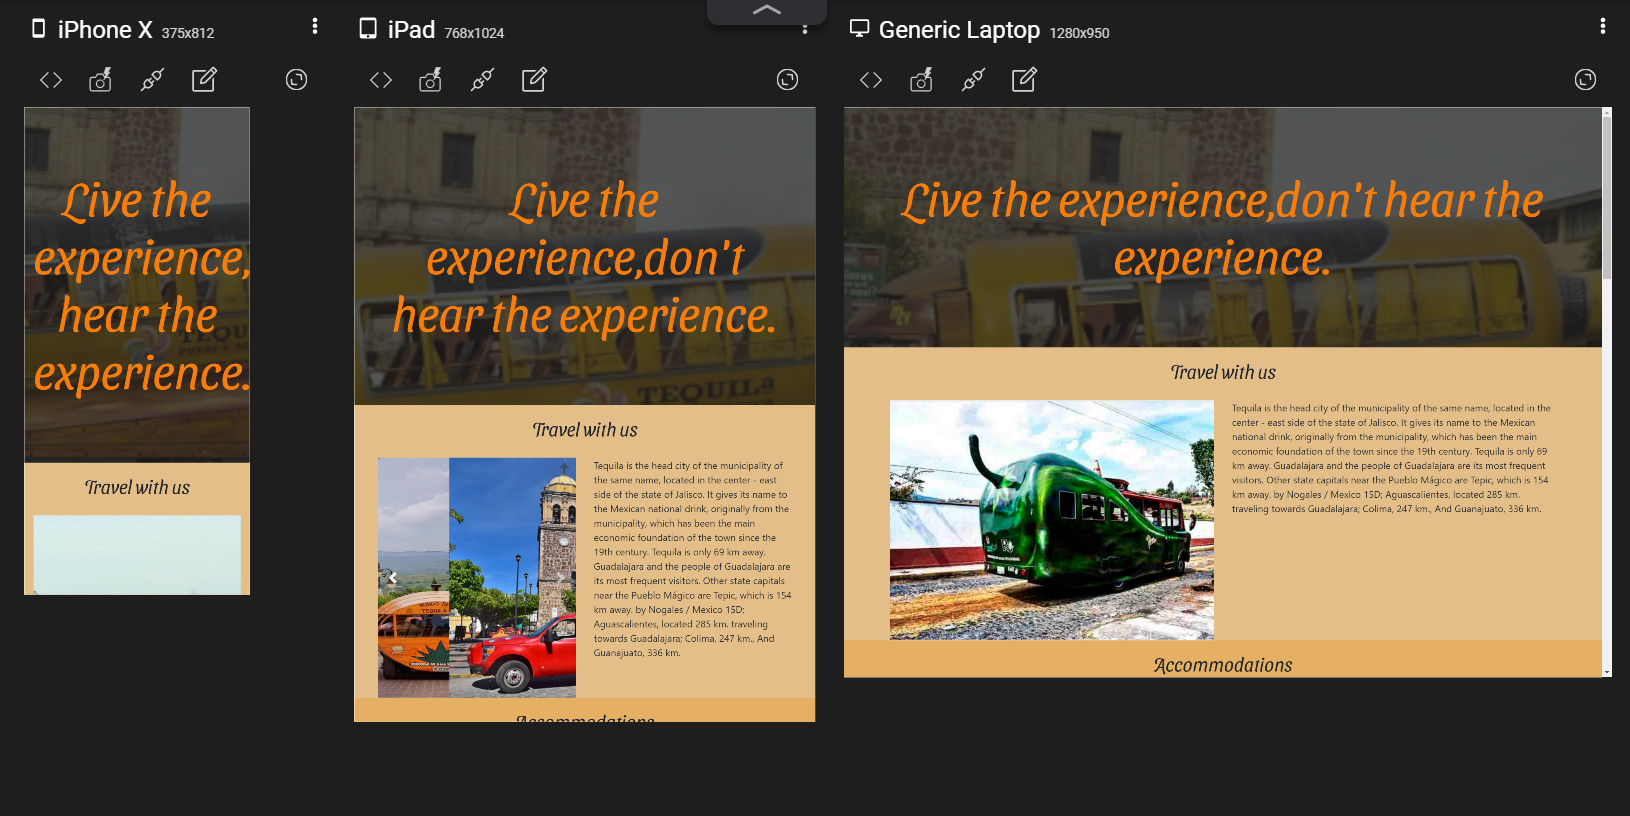 iPhone X 375x812
Live the
experience,
hear the
experience.
TEQUILA
Travel with us
iPad 768x1024
Live the
experience,don't
hear the experience.
TEQUILA
Travel with us
Tequila is the head city of the municipality of
the same name, located in the center - east
side of the state of Jalisco. It gives its name to
the Mexican national drink, originally from the
municipality, which has been the main
economic foundation of the town since the
19th century. Tequila is only 69 km away.
Guadalajara and the people of Guadalajara are
its most frequent visitors. Other state capitals
near the Pueblo Mágico are Tepic, which is 154
km away. by Nogales / Mexico 15D;
Aguascalientes, located 285 km. traveling
towards Guadalajara; Colima, 247 km., And
Guanajuato, 336 km.
Accommodations
Generic Laptop 1280x950
Live the experience,don't hear the
experience.
Travel with us
Tequila is the head city of the municipality of the same name, located in the
center - east side of the state of Jalisco. It gives its name to the Mexican
national drink, originally from the municipality, which has been the main
economic foundation of the town since the 19th century. Tequila is only 69
km away. Guadalajara and the people of Guadalajara are its most frequent
visitors. Other state capitals near the Pueblo Mágico are Tepic, which is 154
km away. by Nogales / Mexico 15D; Aguascalientes, located 285 km.
traveling towards Guadalajara; Colima, 247 km., And Guanajuato, 336 km.
Accommodations